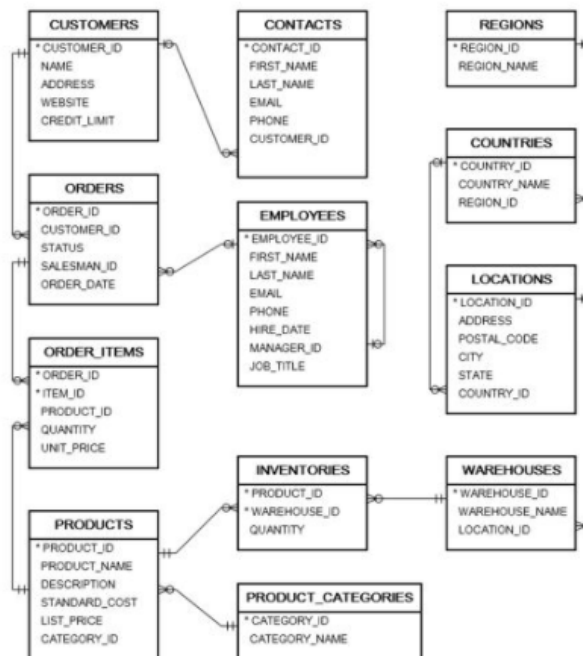 CUSTOMERS
* CUSTOMER_ID
NAME
ADDRESS
WEBSITE
CREDIT_LIMIT
CONTACTS
* CONTACT_ID
FIRST_NAME
LAST_NAME
EMAIL
PHONE
CUSTOMER_ID
REGIONS
* REGION_ID
REGION_NAME
COUNTRIES
* COUNTRY_ID
COUNTRY_NAME
REGION_ID
ORDERS
* ORDER_ID
CUSTOMER_ID
STATUS
SALESMAN_ID
ORDER_DATE
EMPLOYEES
* EMPLOYEE_ID
FIRST_NAME
LAST_NAME
EMAIL
PHONE
HIRE_DATE
MANAGER_ID
JOB_TITLE
LOCATIONS
* LOCATION_ID
ADDRESS
POSTAL_CODE
CITY
STATE
COUNTRY_ID
ORDER_ITEMS
* ORDER_ID
* ITEM_ID
PRODUCT_ID
QUANTITY
UNIT_PRICE
INVENTORIES
* PRODUCT_ID
* WAREHOUSE_ID
QUANTITY
WAREHOUSES
* WAREHOUSE_ID
WAREHOUSE_NAME
LOCATION_ID
PRODUCTS
* PRODUCT_ID
PRODUCT_NAME
DESCRIPTION
STANDARD_COST
LIST_PRICE
CATEGORY_ID
PRODUCT_CATEGORIES
* CATEGORY_ID
CATEGORY_NAME